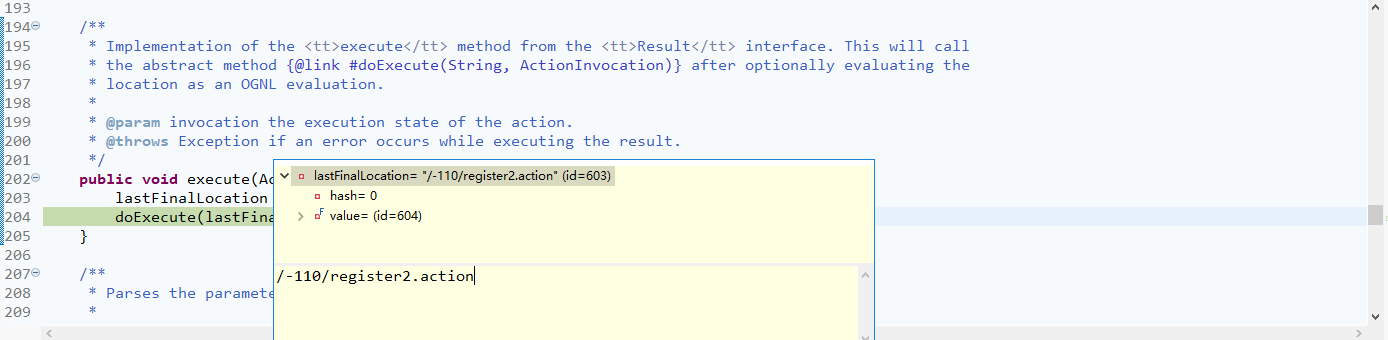 193
194 /**
195 * Implementation of the <tt>execute</tt> method from the <tt>Result</tt> interface. This will call
196 * the abstract method {@link #doExecute(String, ActionInvocation)} after optionally evaluating the
197 * location as an OGNL evaluation.
198 *
199 * @param invocation the execution state of the action.
200 * @throws Exception if an error occurs while executing the result.
201 */
202 public void execute(Ac
203 lastFinalLocation
204 doExecute(lastFina
205 }
206
207 /**
208 * Parses the paramete
209 *
lastFinalLocation= "/-110/register2.action" (id=603)
hash= 0
F value= (id=604)
/-110/register2.action